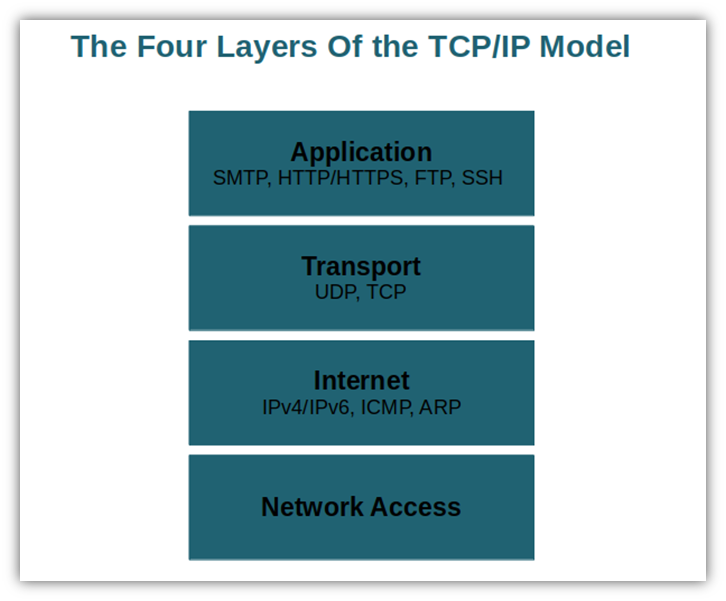 The Four Layers Of the TCP/IP Model
Application
SMTP, HTTP/HTTPS, FTP, SSH
Transport
UDP, TCP
Internet
IPv4/IPv6, ICMP, ARP
Network Access